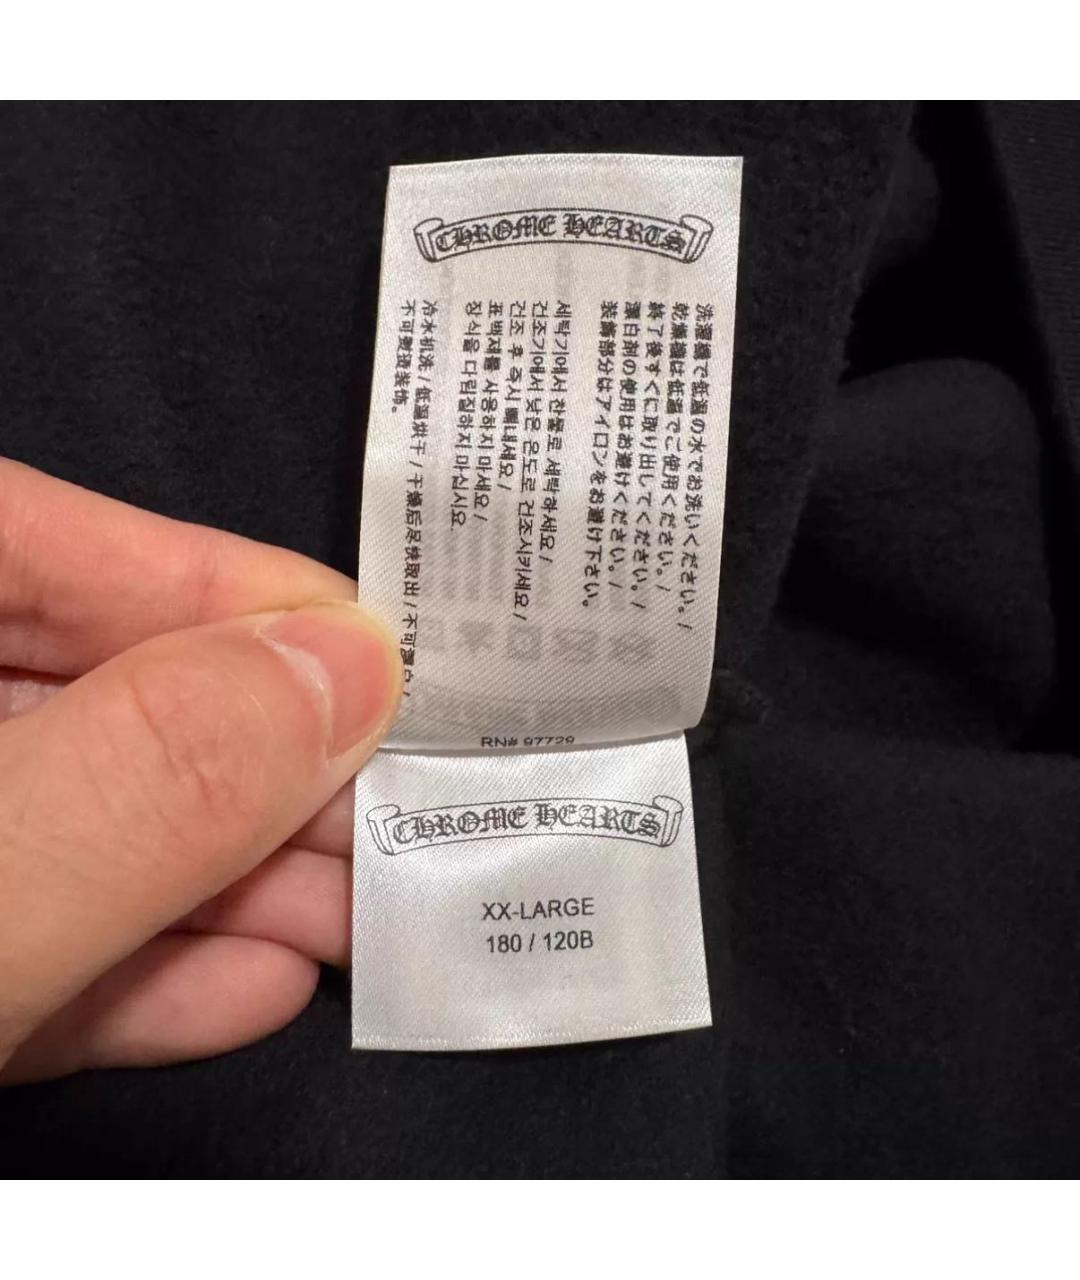 CHROME HEARTS
洗濯機で低温の水でお洗いください。/
乾燥機は低温でご使用ください。/
終了後すぐに取り出してください。/
漂白剤の使用はお避けください。/
装飾部分はアイロンをお避け下さい。
세탁기에서 찬물로 세탁하세요 /
건조기에서 낮은 온도로 건조시키세요 /
건조 후 즉시 빼내세요 /
표백제를 사용하지 마세요 /
장식을 다림질하지 마십시요.
冷水机洗 / 低温烘干 / 干燥后尽快取出 / 不可漂白 /
不可熨烫装饰。
RN# 97729
CHROME HEARTS
XX-LARGE
180 / 120B